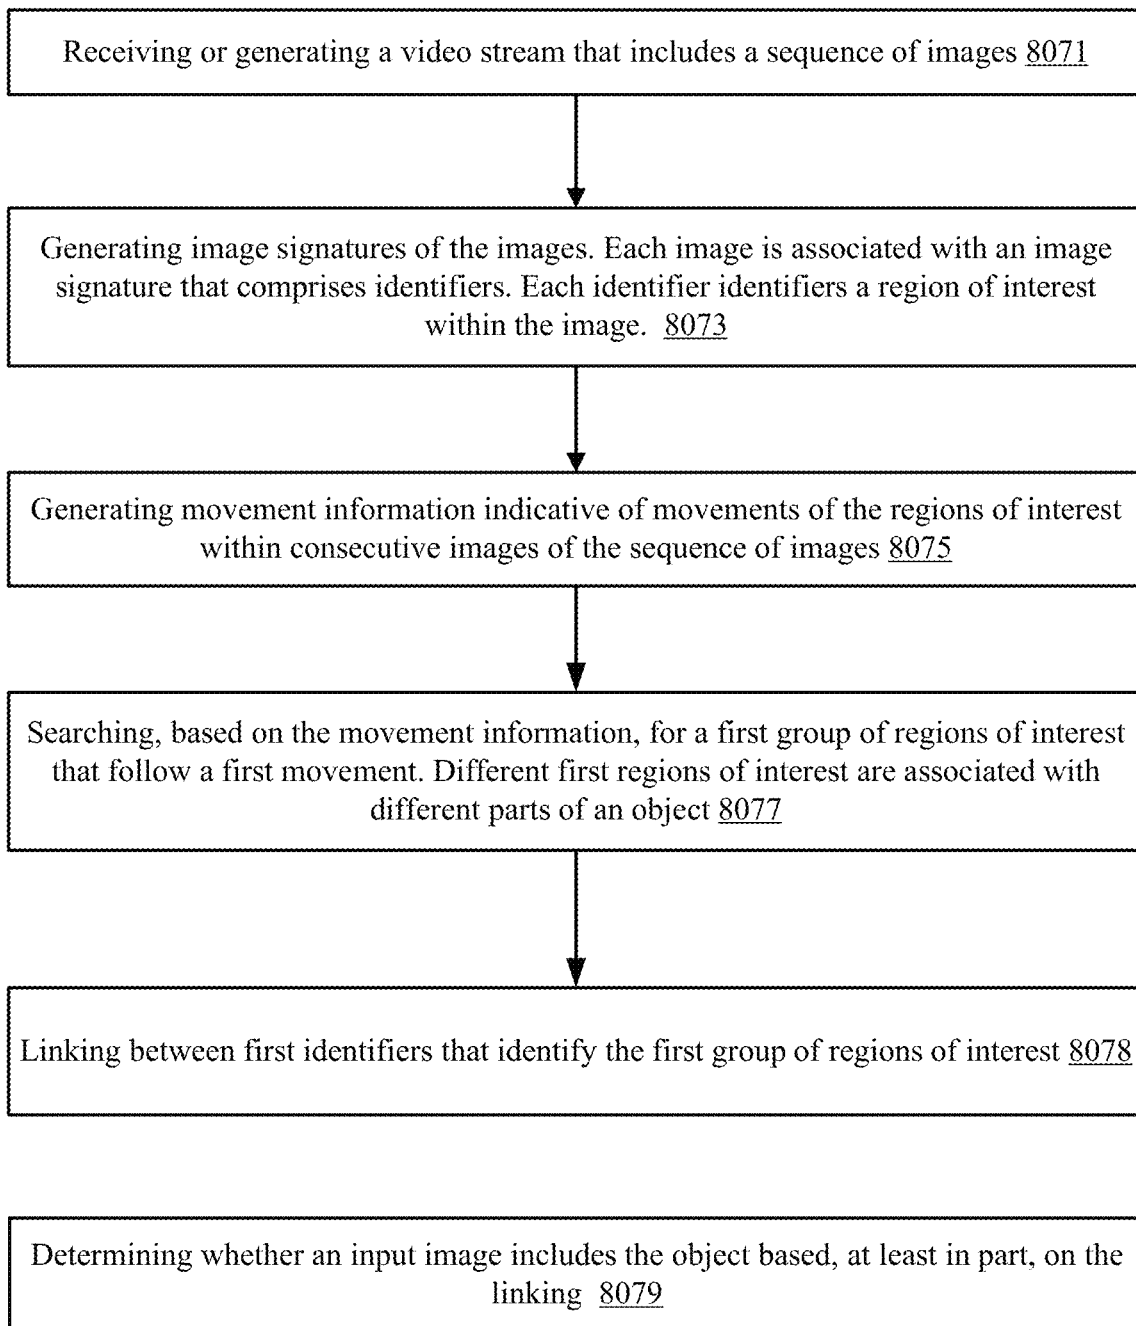 Receiving or generating a video stream that includes a sequence of images 8071
Generating image signatures of the images. Each image is associated with an image
signature that comprises identifiers. Each identifier identifiers a region of interest
within the image. 8073
Generating movement information indicative of movements of the regions of interest
within consecutive images of the sequence of images 8075
Searching, based on the movement information, for a first group of regions of interest
that follow a first movement. Different first regions of interest are associated with
different parts of an object 8077
Linking between first identifiers that identify the first group of regions of interest 8078
Determining whether an input image includes the object based, at least in part, on the
linking 8079